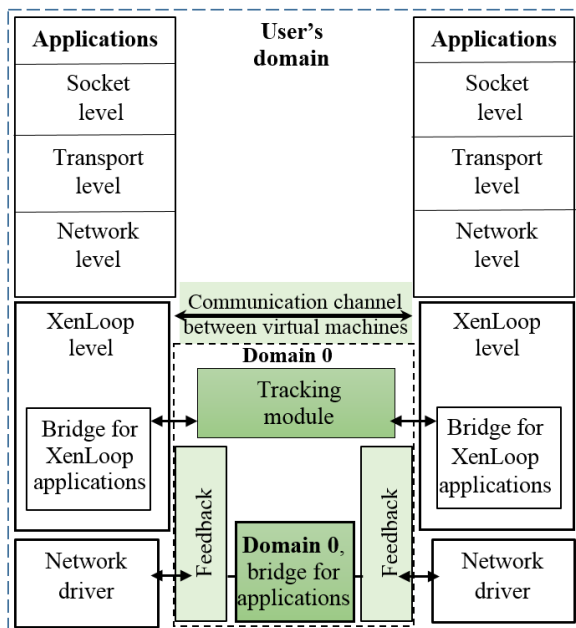 Applications
Socket
level
Transport
level
Network
level
XenLoop
level
Bridge for
XenLoop
applications
Network
driver
User’s
domain
Communication channel
between virtual machines
Domain 0
Tracking
module
Feedback
Domain 0,
bridge for
applications
Feedback
Applications
Socket
level
Transport
level
Network
level
XenLoop
level
Bridge for
XenLoop
applications
Network
driver